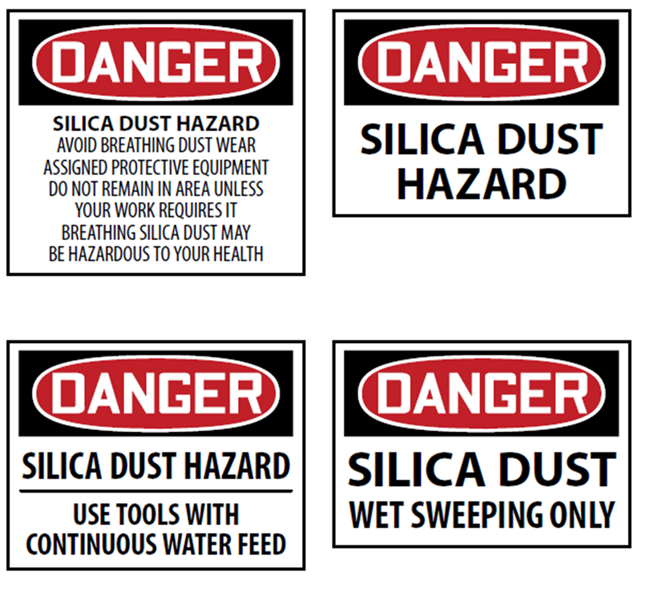 DANGER
SILICA DUST HAZARD
AVOID BREATHING DUST WEAR
ASSIGNED PROTECTIVE EQUIPMENT
DO NOT REMAIN IN AREA UNLESS
YOUR WORK REQUIRES IT
BREATHING SILICA DUST MAY
BE HAZARDOUS TO YOUR HEALTH
DANGER
SILICA DUST
HAZARD
DANGER
SILICA DUST HAZARD
USE TOOLS WITH
CONTINUOUS WATER FEED
DANGER
SILICA DUST
WET SWEEPING ONLY